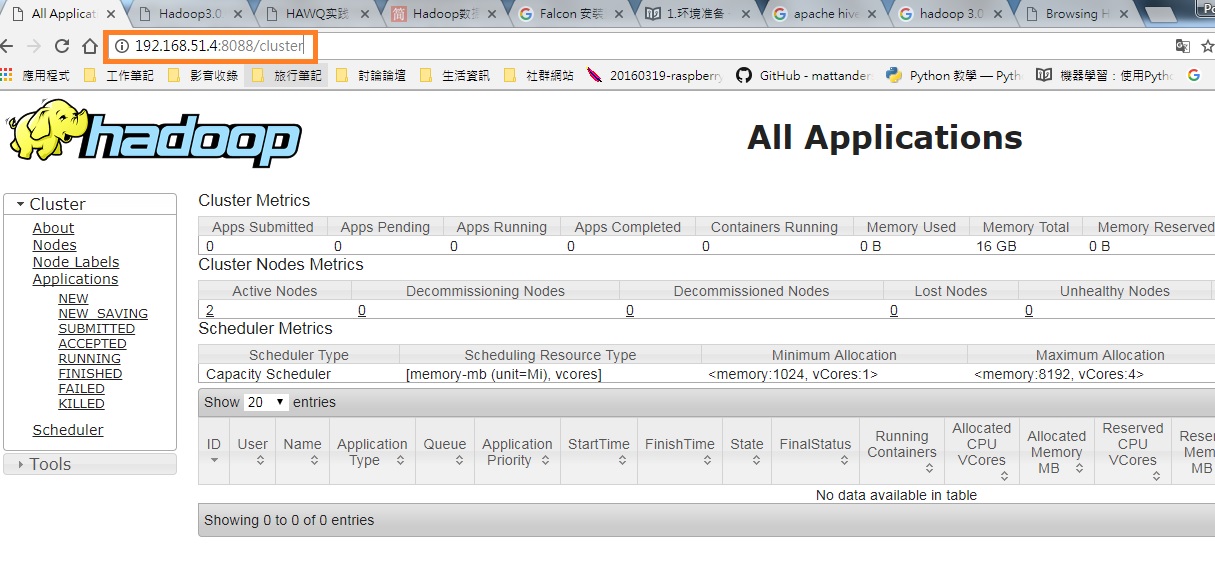 All Applicat
Hadoop3.0
HAWQ实践
简 Hadoop数据
Falcon 安裝
1.环境准备
apache hive
hadoop 3.0
Browsing H
192.168.51.4:8088/cluster
應用程式 工作筆記 影音收錄 旅行筆記 討論論壇 生活資訊 社群網站 20160319-raspberry GitHub - mattander Python 教學 — Pyth 機器學習：使用Pyth
hadoop
All Applications
Cluster
About
Nodes
Node Labels
Applications
NEW
NEW_SAVING
SUBMITTED
ACCEPTED
RUNNING
FINISHED
FAILED
KILLED
Scheduler
Tools
Cluster Metrics
Apps Submitted Apps Pending Apps Running Apps Completed Containers Running Memory Used Memory Total Memory Reserved
0 0 0 0 0 0 B 16 GB 0 B
Cluster Nodes Metrics
Active Nodes Decommissioning Nodes Decommissioned Nodes Lost Nodes Unhealthy Nodes
2 0 0 0 0
Scheduler Metrics
Scheduler Type Scheduling Resource Type Minimum Allocation Maximum Allocation
Capacity Scheduler [memory-mb (unit=Mi), vcores] <memory:1024, vCores:1> <memory:8192, vCores:4>
Show 20 entries
ID
User
Name
Application
Type
Queue
Application
Priority
StartTime
FinishTime
State
FinalStatus
Running
Containers
Allocated
CPU
VCores
Allocated
Memory
MB
Reserved
CPU
VCores
Reser
Mem
MB
No data available in table
Showing 0 to 0 of 0 entries